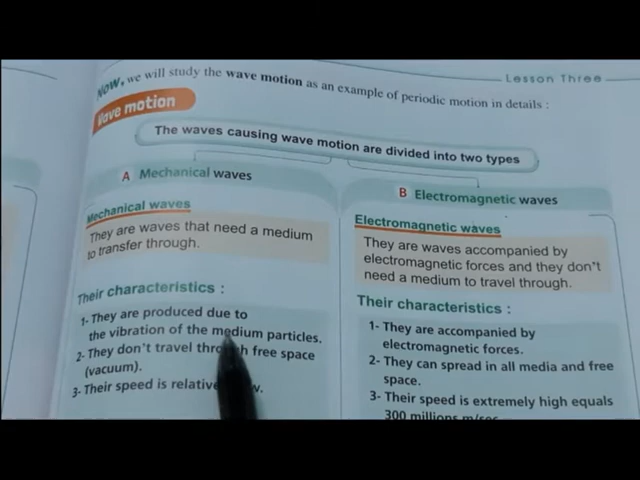 Lesson Three
Now, we will study the wave motion as an example of periodic motion in details :
Wave motion
The waves causing wave motion are divided into two types
A Mechanical waves
Mechanical waves
They are waves that need a medium
to transfer through.
Their characteristics :
1- They are produced due to
the vibration of the medium particles.
2- They don't travel through free space
(vacuum).
3- Their speed is relative
B Electromagnetic waves
Electromagnetic waves
They are waves accompanied by
electromagnetic forces and they don't
need a medium to travel through.
Their characteristics :
1- They are accompanied by
electromagnetic forces.
2- They can spread in all media and free
space.
3- Their speed is extremely high equals
300 millions m/sec